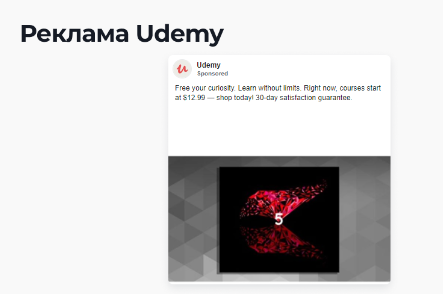 Реклама Udemy
Udemy
Sponsored
Free your curiosity. Learn without limits. Right now, courses start
at $12.99 — shop today! 30-day satisfaction guarantee.
5